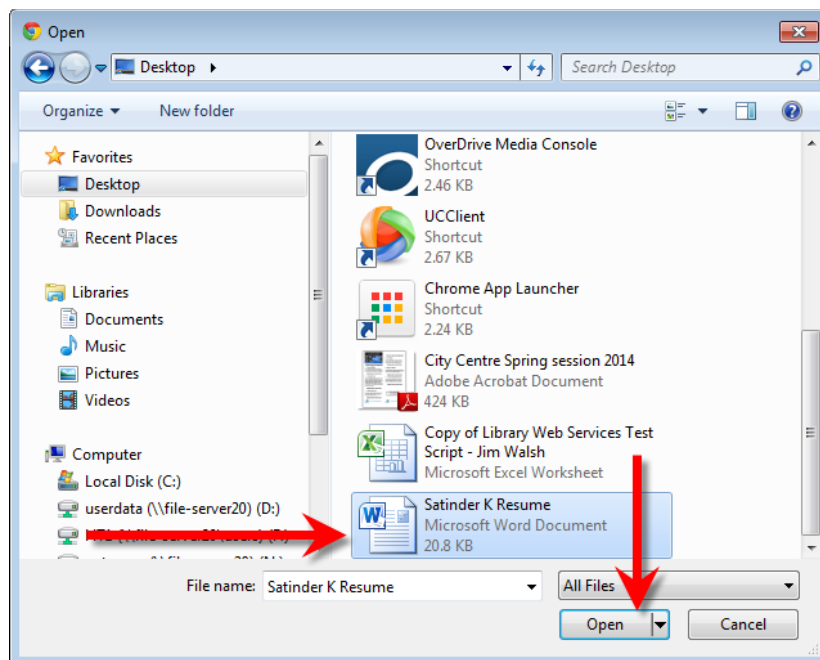 Open
Desktop
Search Desktop
Organize
New folder
Favorites
Desktop
Downloads
Recent Places
Libraries
Documents
Music
Pictures
Videos
Computer
Local Disk (C:)
userdata (\\file-server20) (D:)
OverDrive Media Console
Shortcut
2.46 KB
UCClient
Shortcut
2.67 KB
Chrome App Launcher
Shortcut
2.24 KB
City Centre Spring session 2014
Adobe Acrobat Document
424 KB
Copy of Library Web Services Test
Script - Jim Walsh
Microsoft Excel Worksheet
Satinder K Resume
Microsoft Word Document
20.8 KB
File name: Satinder K Resume
All Files
Open
Cancel